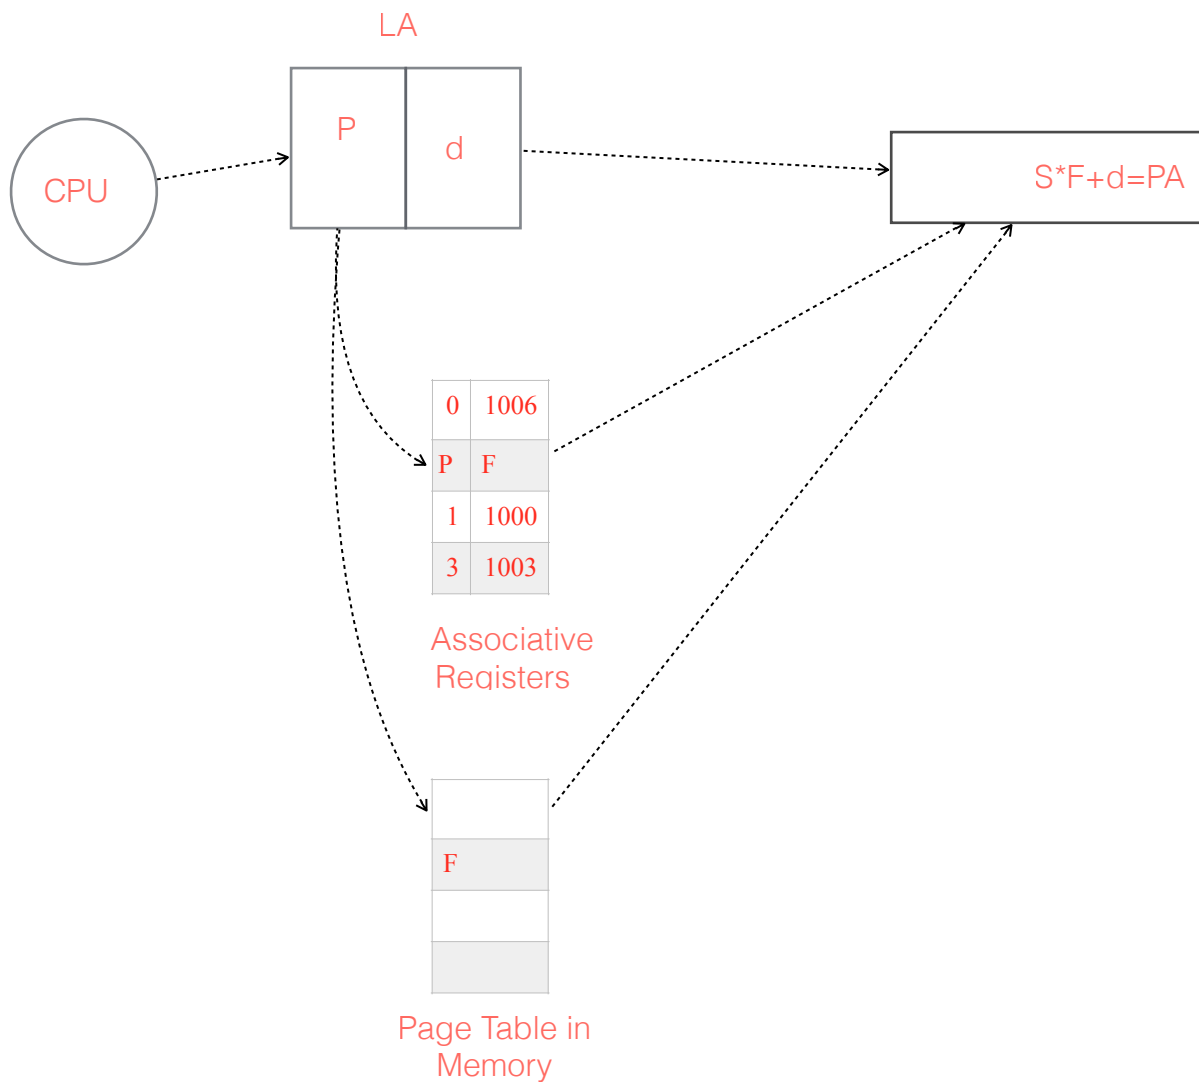 LA
P
d
CPU
S*F+d=PA
0 1006
P F
1 1000
3 1003
Associative
Registers
F
Page Table in
Memory